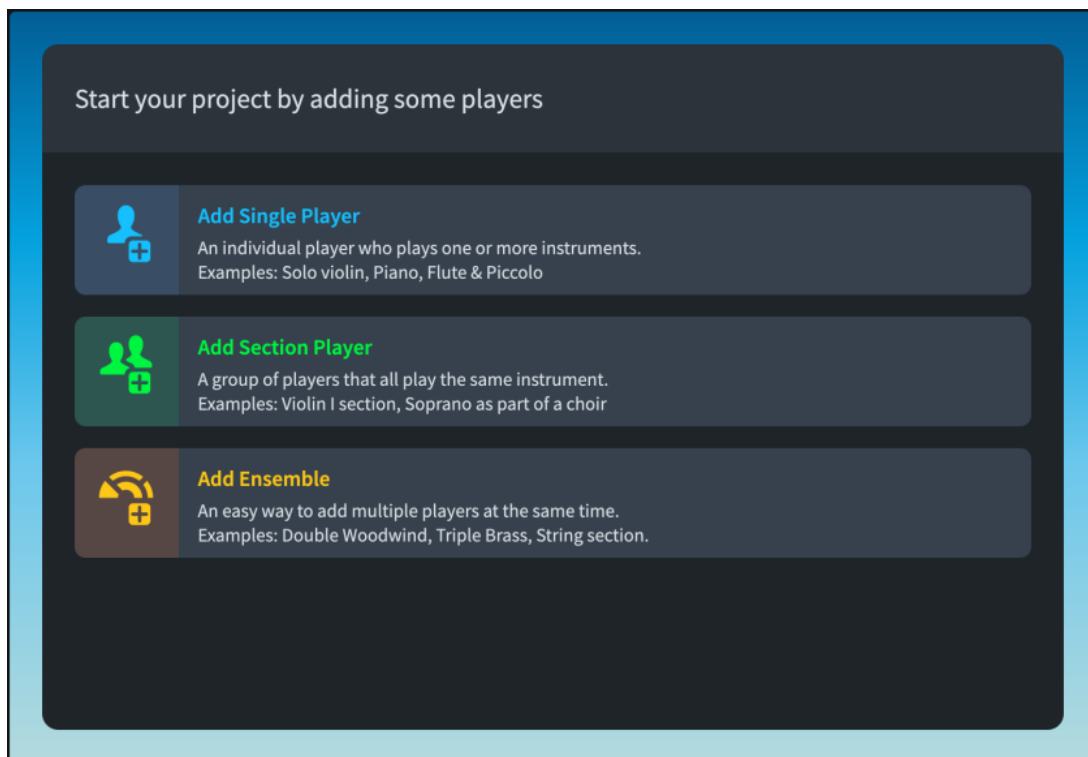 Start your project by adding some players
Add Single Player
An individual player who plays one or more instruments.
Examples: Solo violin, Piano, Flute & Piccolo
Add Section Player
A group of players that all play the same instrument.
Examples: Violin I section, Soprano as part of a choir
Add Ensemble
An easy way to add multiple players at the same time.
Examples: Double Woodwind, Triple Brass, String section.